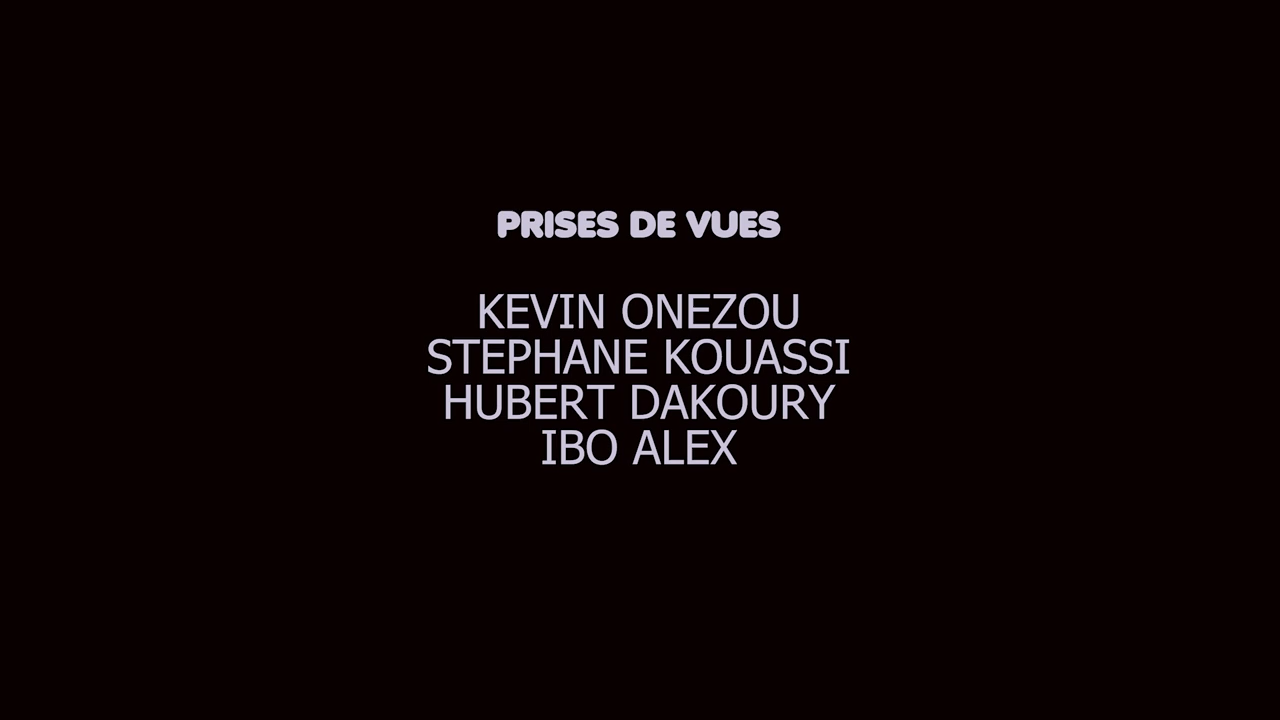 PRISES DE VUES
KEVIN ONEZOU
STEPHANE KOUASSI
HUBERT DAKOURY
IBO ALEX